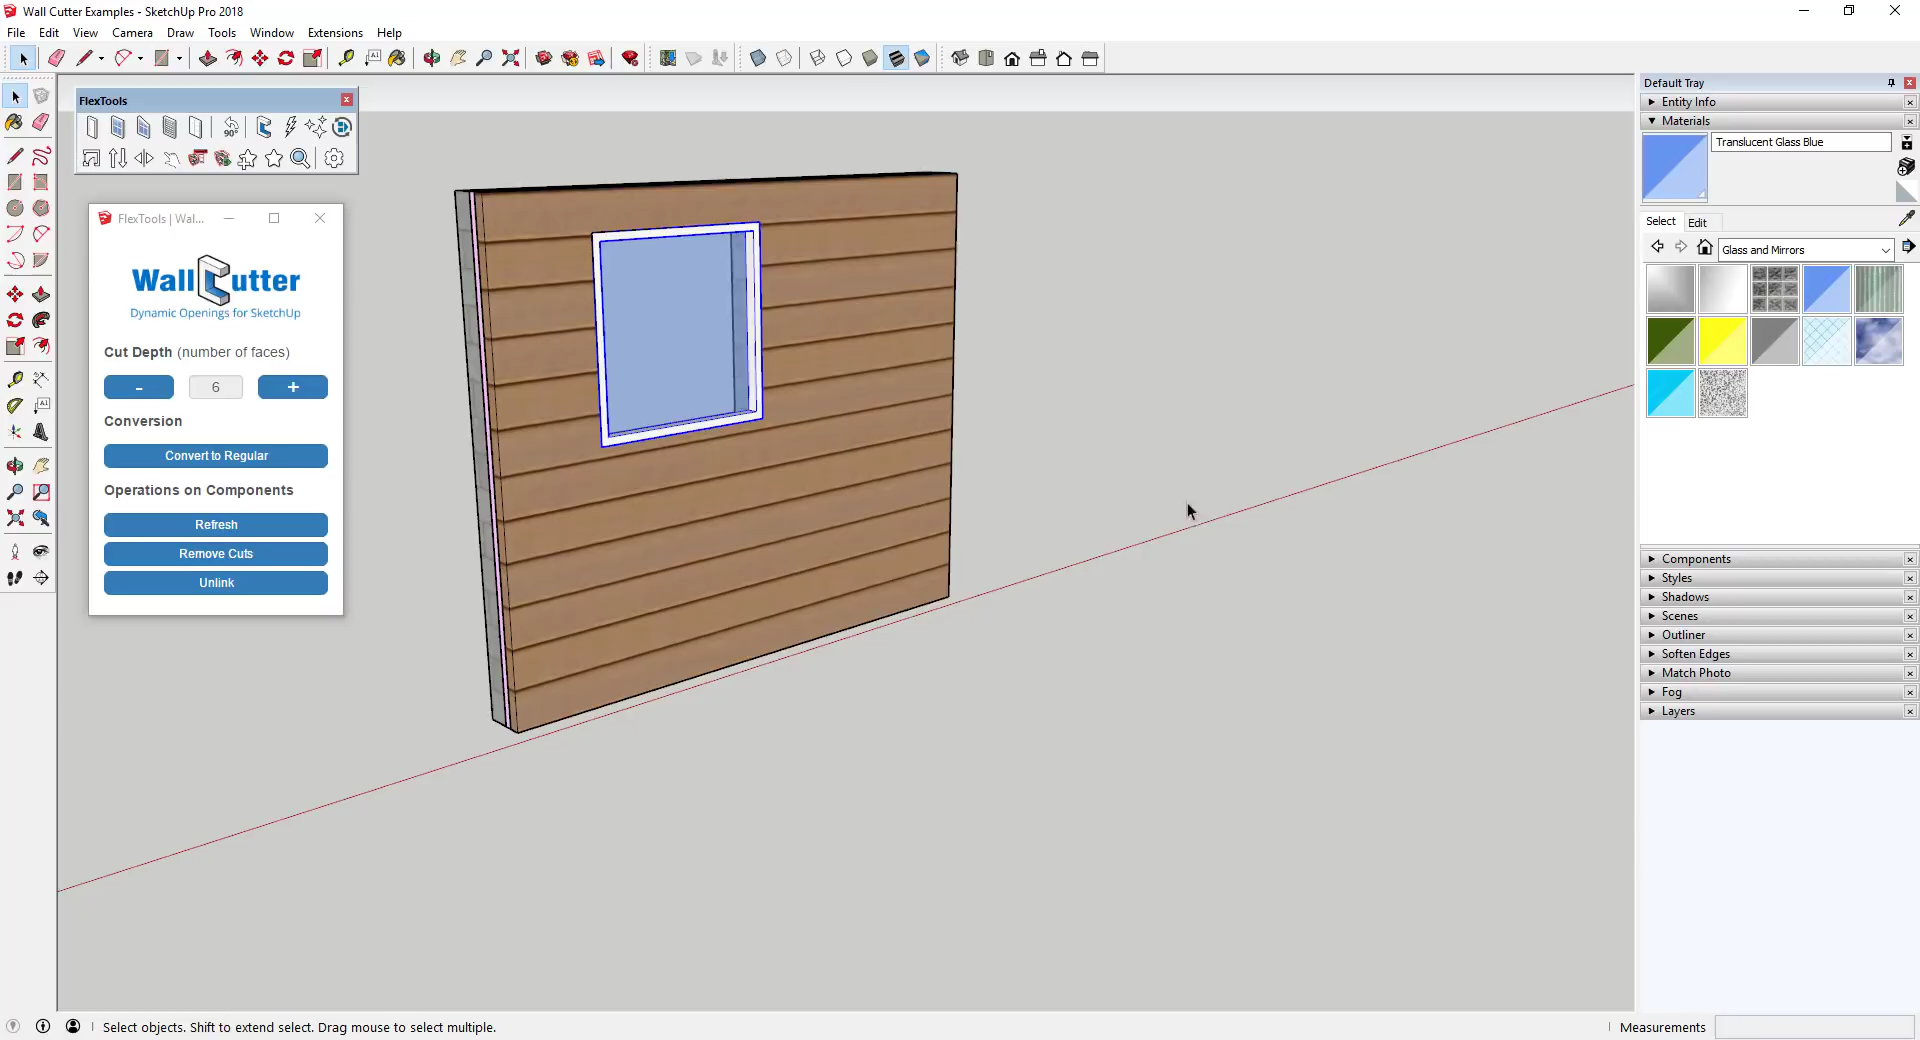 Wall Cutter Examples - SketchUp Pro 2018
File Edit View Camera Draw Tools Window Extensions Help
FlexTools
90°
FlexTools | Wal...
WallCutter
Dynamic Openings for SketchUp
Cut Depth (number of faces)
- 6 +
Conversion
Convert to Regular
Operations on Components
Refresh
Remove Cuts
Unlink
Default Tray
Entity Info
Materials
Translucent Glass Blue
Select Edit
Glass and Mirrors
Components
Styles
Shadows
Scenes
Outliner
Soften Edges
Match Photo
Fog
Layers
Select objects. Shift to extend select. Drag mouse to select multiple.
Measurements